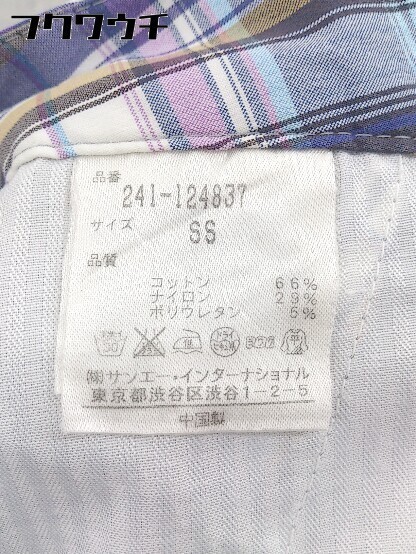 フクウウチ
品番
241-124837
サイズ
SS
品質
コットン 66%
ナイロン 29%
ポリウレタン 5%
㈱サンエー・インターナショナル
東京都渋谷区渋谷1-2-5
中国製